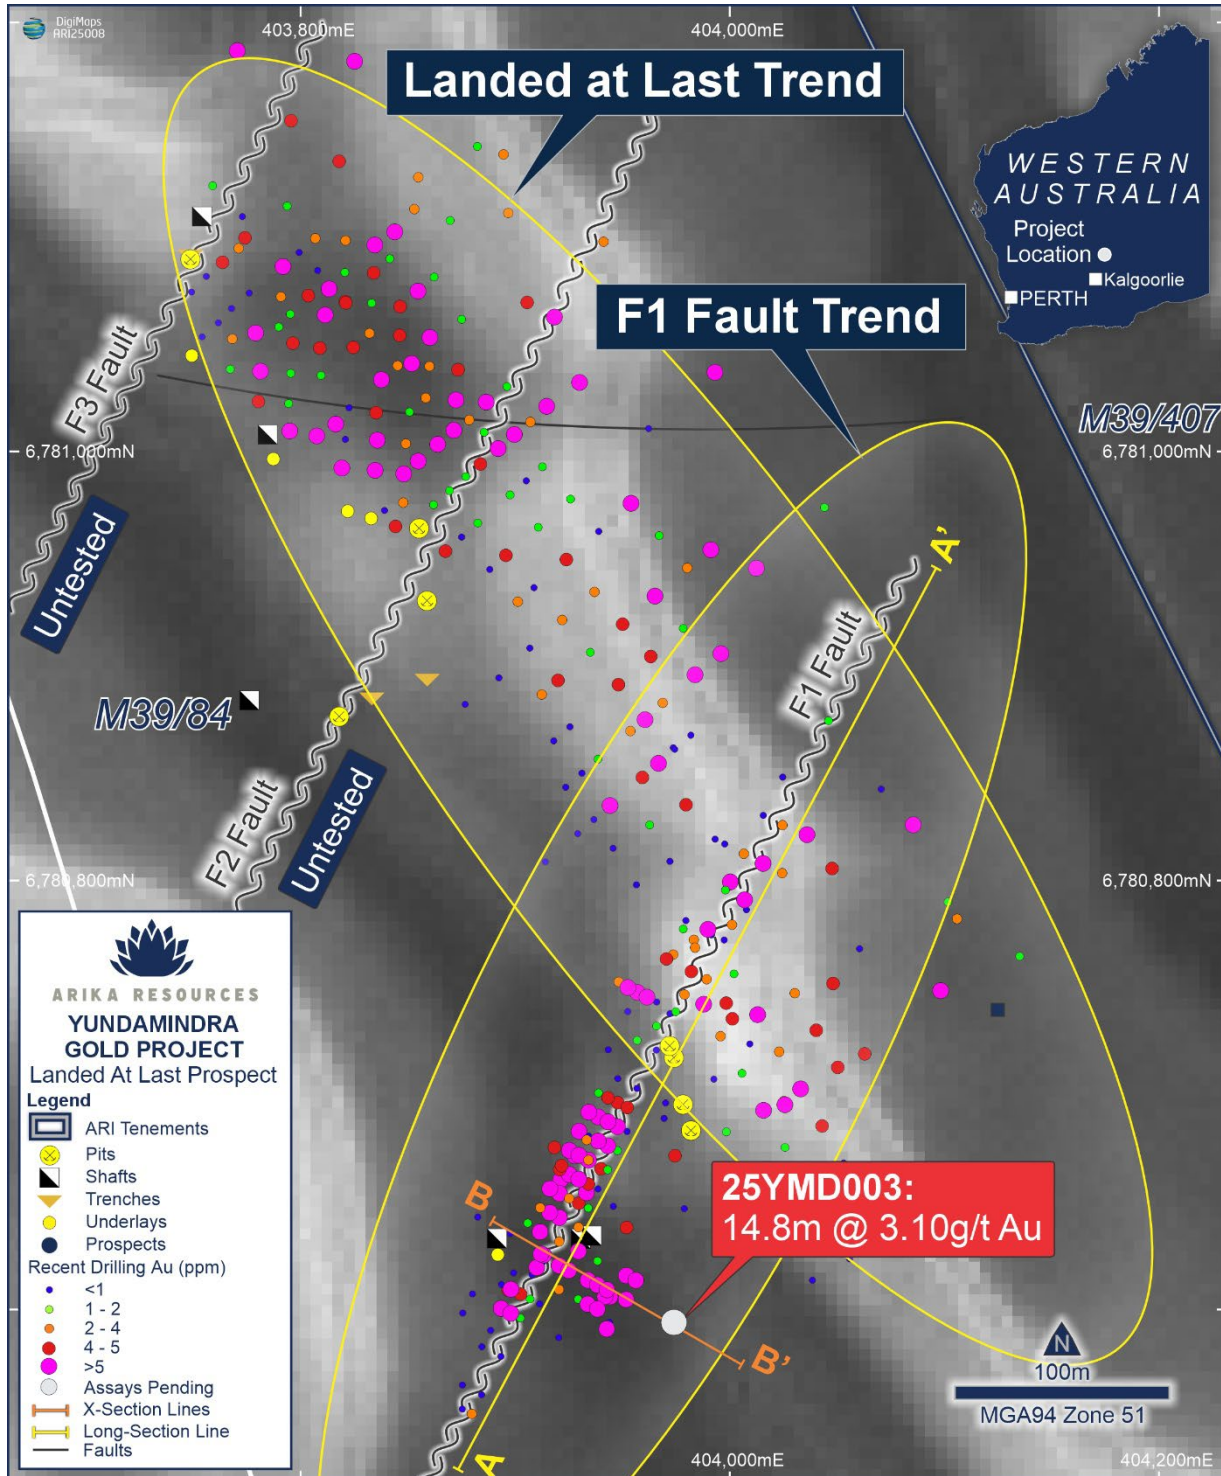 DigiMaps
ARI25008
403,800mE
404,000mE
Landed at Last Trend
WESTERN
AUSTRALIA
Project
Location
Kalgoorlie
PERTH
F1 Fault Trend
F3 Fault
M39/407
6,781,000mN
6,781,000mN
Untested
A'
F1 Fault
M39/84
F2 Fault
Untested
6,780,800mN
6,780,800mN
ARIKA RESOURCES
YUNDAMINDRA
GOLD PROJECT
Landed At Last Prospect
Legend
ARI Tenements
Pits
Shafts
Trenches
Underlays
Prospects
Recent Drilling Au (ppm)
<1
1 - 2
2 - 4
4 - 5
>5
Assays Pending
X-Section Lines
Long-Section Line
Faults
B
25YMD003:
14.8m @ 3.10g/t Au
B'
A
N
100m
MGA94 Zone 51
404,000mE
404,200mE